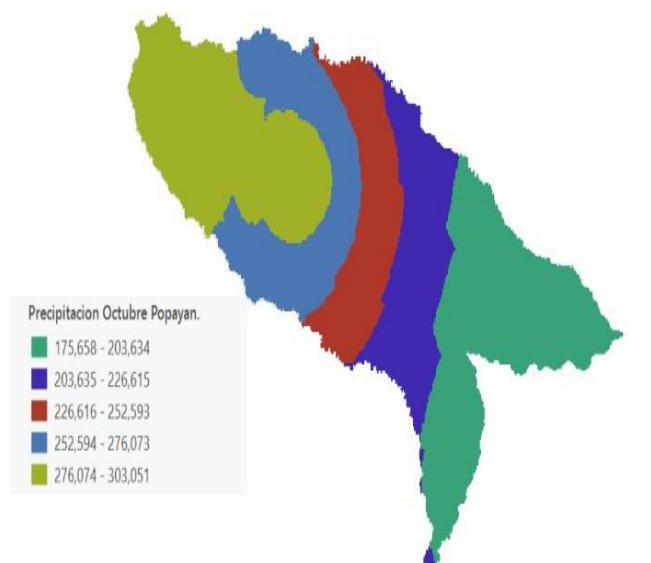 Precipitacion Octubre Popayan.
175,658 - 203,634
203,635 - 226,615
226,616 - 252,593
252,594 - 276,073
276,074 - 303,051